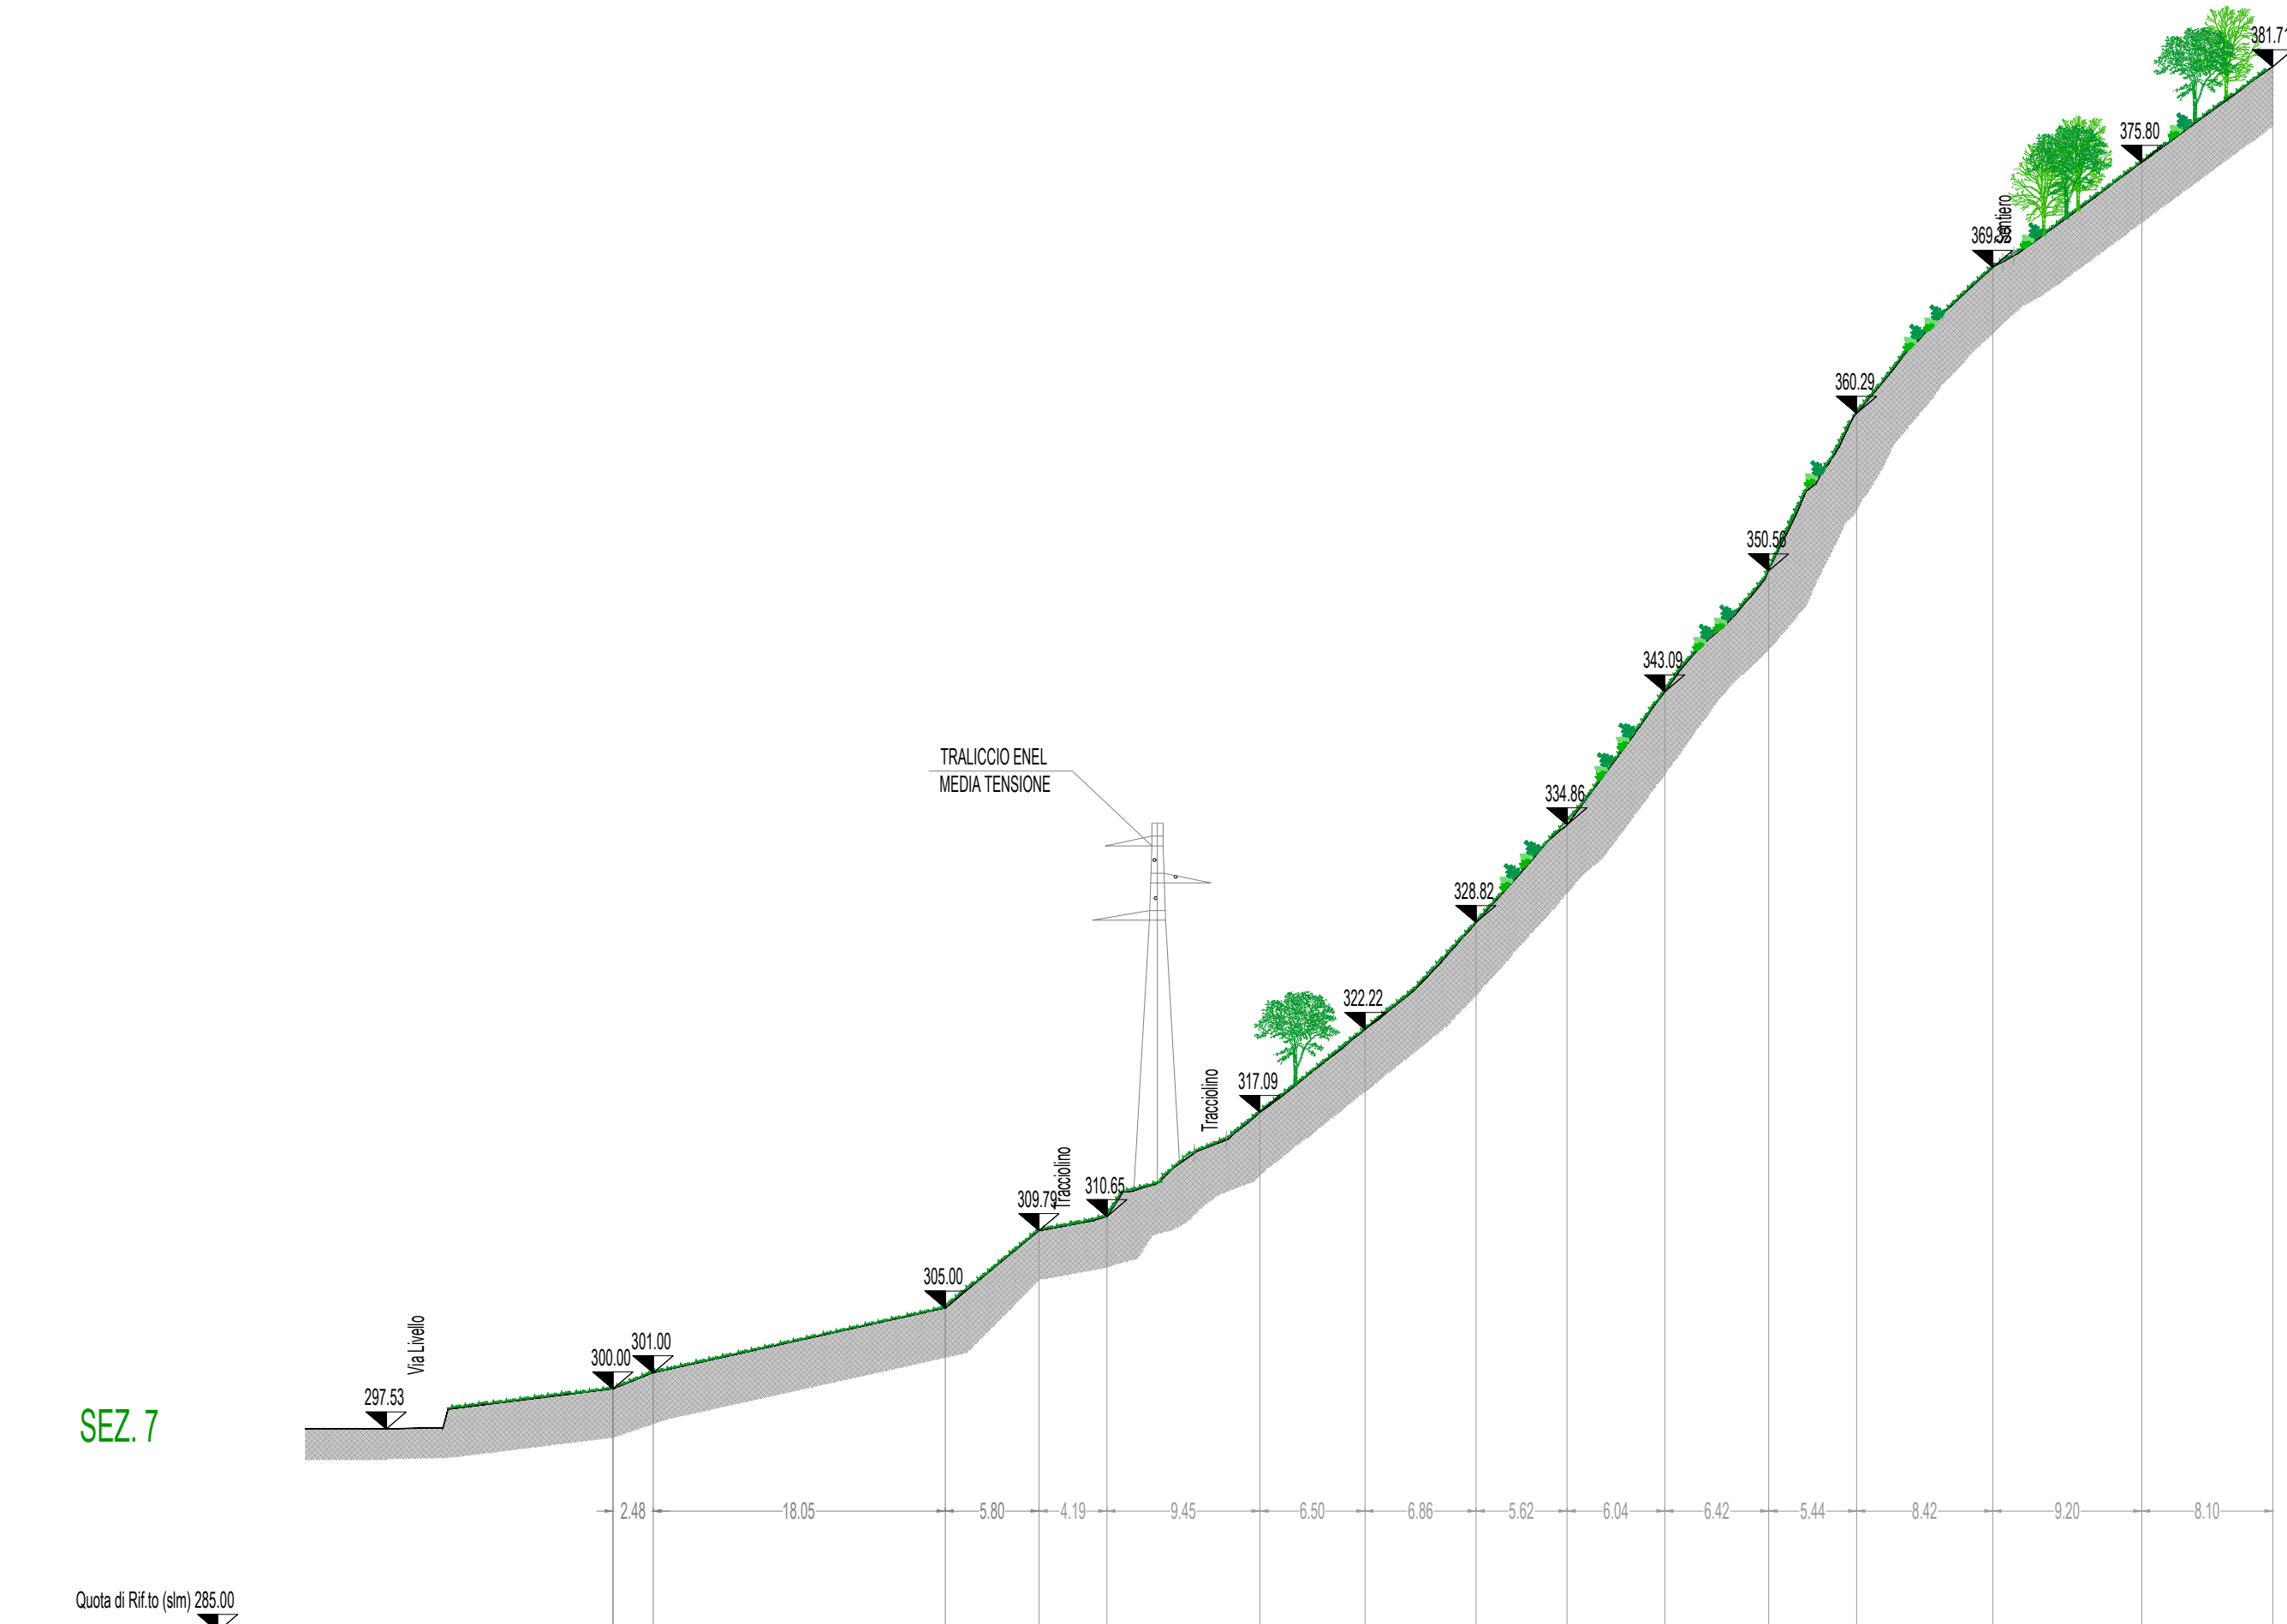 381.71
375.80
Sentiero
360.29
350.56
343.09
TRALICCIO ENEL
MEDIA TENSIONE
334.86
328.82
322.22
Tracciolino
317.09
Tracciolino
309.79
310.65
305.00
Via Livello
301.00
300.00
297.53
SEZ. 7
2.48 18.05 5.80 4.19 9.45 6.50 6.86 5.62 6.04 6.42 5.44 8.42 9.20 8.10
Quota di Rif.to (slm) 285.00